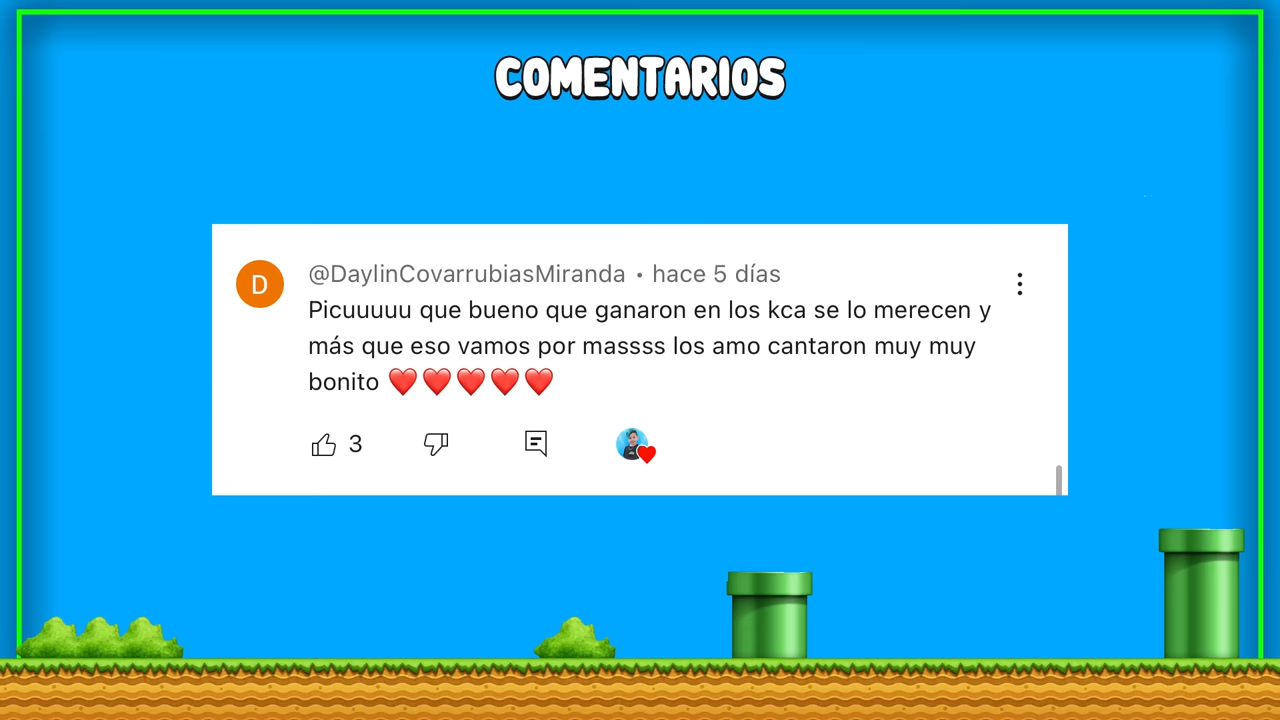 COMENTARIOS
D
@DaylinCovarrubiasMiranda • hace 5 días
Picuuuuu que bueno que ganaron en los kca se lo merecen y
más que eso vamos por massss los amo cantaron muy muy
bonito ❤️❤️❤️❤️❤️
3